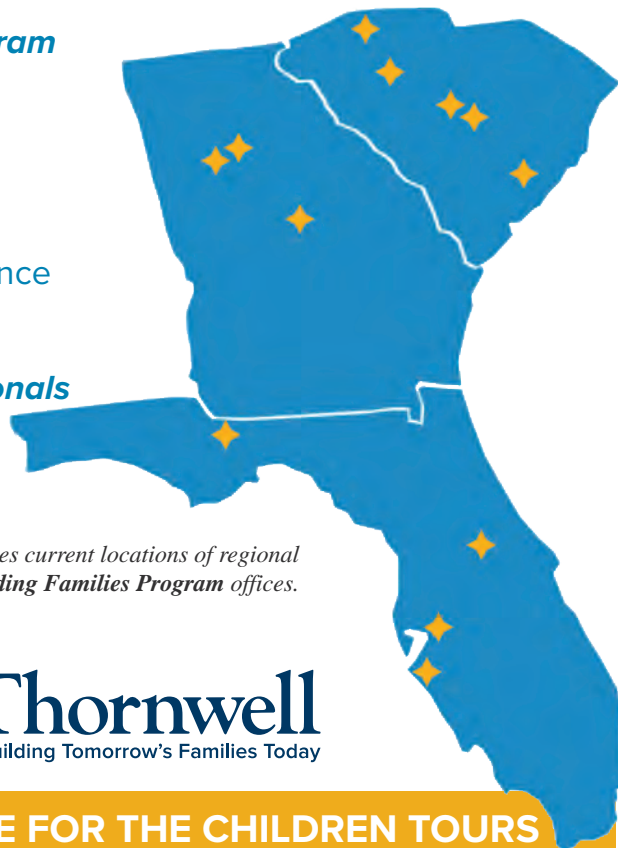 ram
nce
onals
es current locations of regional
ding Families Program offices.
Thornwell
uilding Tomorrow's Families Today
E FOR THE CHILDREN TOURS